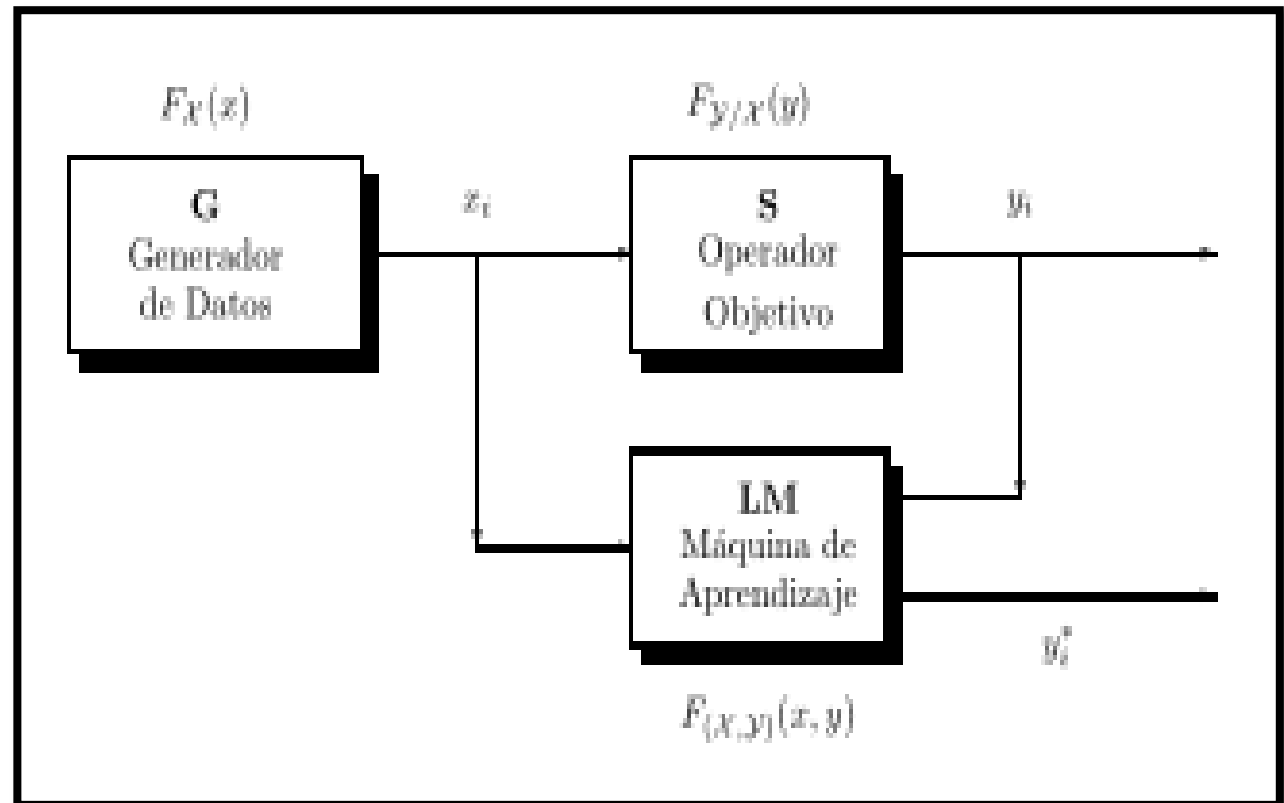 F_X(x)
F_{Y/X}(y)
G
Generador
de Datos
x_i
S
Operador
Objetivo
y_i
LM
Máquina de
Aprendizaje
y_i^*
F_{(X,Y)}(x, y)